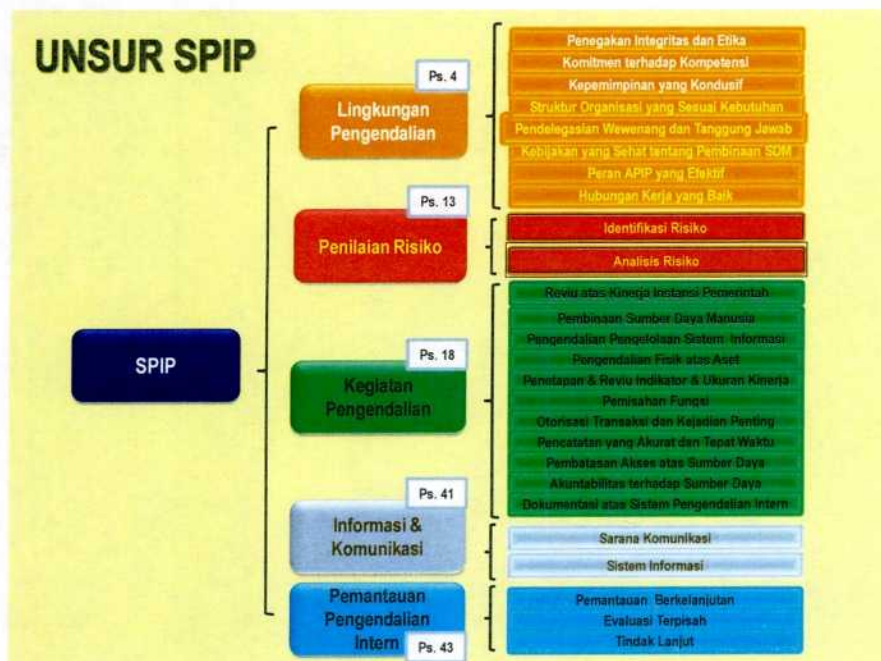 UNSUR SPIP
SPIP
Ps. 4
Lingkungan
Pengendalian
Penegakan Integritas dan Etika
Komitmen terhadap Kompetensi
Kepemimpinan yang Kondusif
Struktur Organisasi yang Sesuai Kebutuhan
Pendelegasian Wewenang dan Tanggung Jawab
Kebijakan yang Sehat tentang Pembinaan SDM
Peran APIP yang Efektif
Hubungan Kerja yang Baik
Ps. 13
Penilaian Risiko
Identifikasi Risiko
Analisis Risiko
Ps. 18
Kegiatan
Pengendalian
Reviu atas Kinerja Instansi Pemerintah
Pembinaan Sumber Daya Manusia
Pengendalian Pengelolaan Sistem Informasi
Pengendalian Fisik atas Aset
Penetapan & Reviu Indikator & Ukuran Kinerja
Pemisahan Fungsi
Otorisasi Transaksi dan Kejadian Penting
Pencatatan yang Akurat dan Tepat Waktu
Pembatasan Akses atas Sumber Daya
Akuntabilitas terhadap Sumber Daya
Dokumentasi atas Sistem Pengendalian Intern
Ps. 41
Informasi &
Komunikasi
Sarana Komunikasi
Sistem Informasi
Pemantauan
Pengendalian
Intern
Ps. 43
Pemantauan Berkelanjutan
Evaluasi Terpisah
Tindak Lanjut